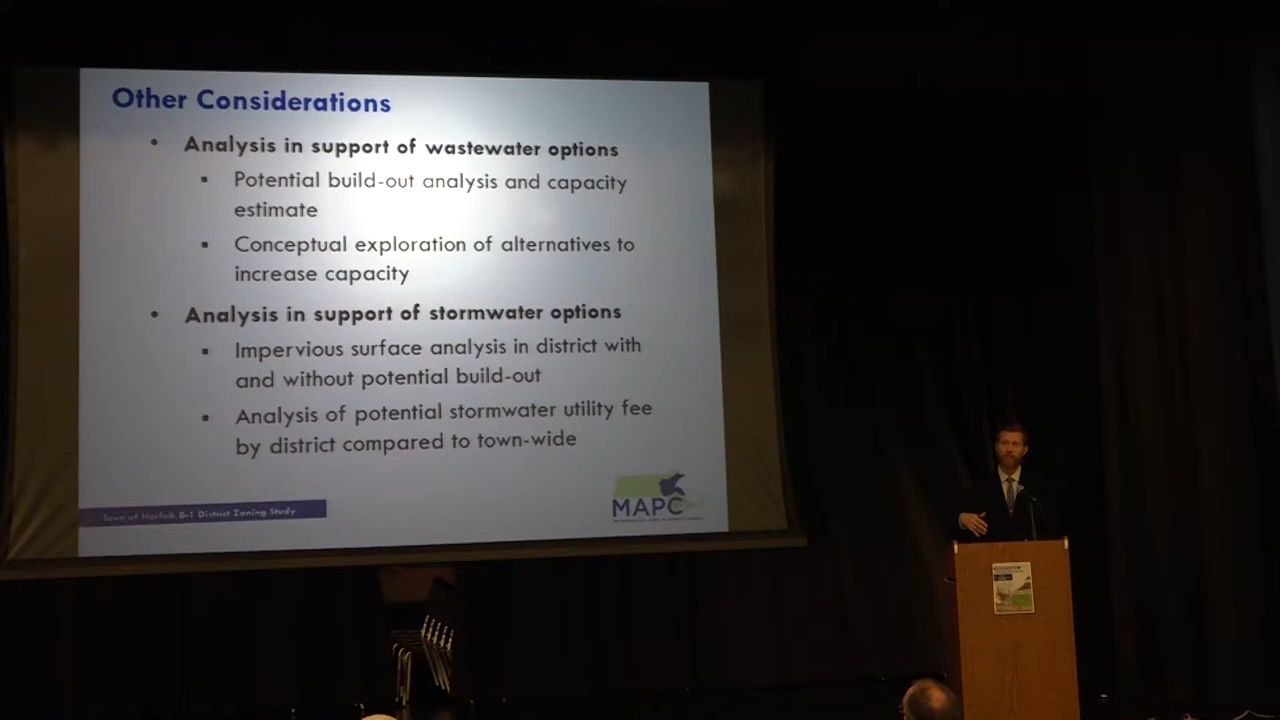 Other Considerations
• Analysis in support of wastewater options
▪ Potential build-out analysis and capacity
estimate
▪ Conceptual exploration of alternatives to
increase capacity
• Analysis in support of stormwater options
▪ Impervious surface analysis in district with
and without potential build-out
▪ Analysis of potential stormwater utility fee
by district compared to town-wide
Town of Norfolk B-1 District Zoning Study
MAPC